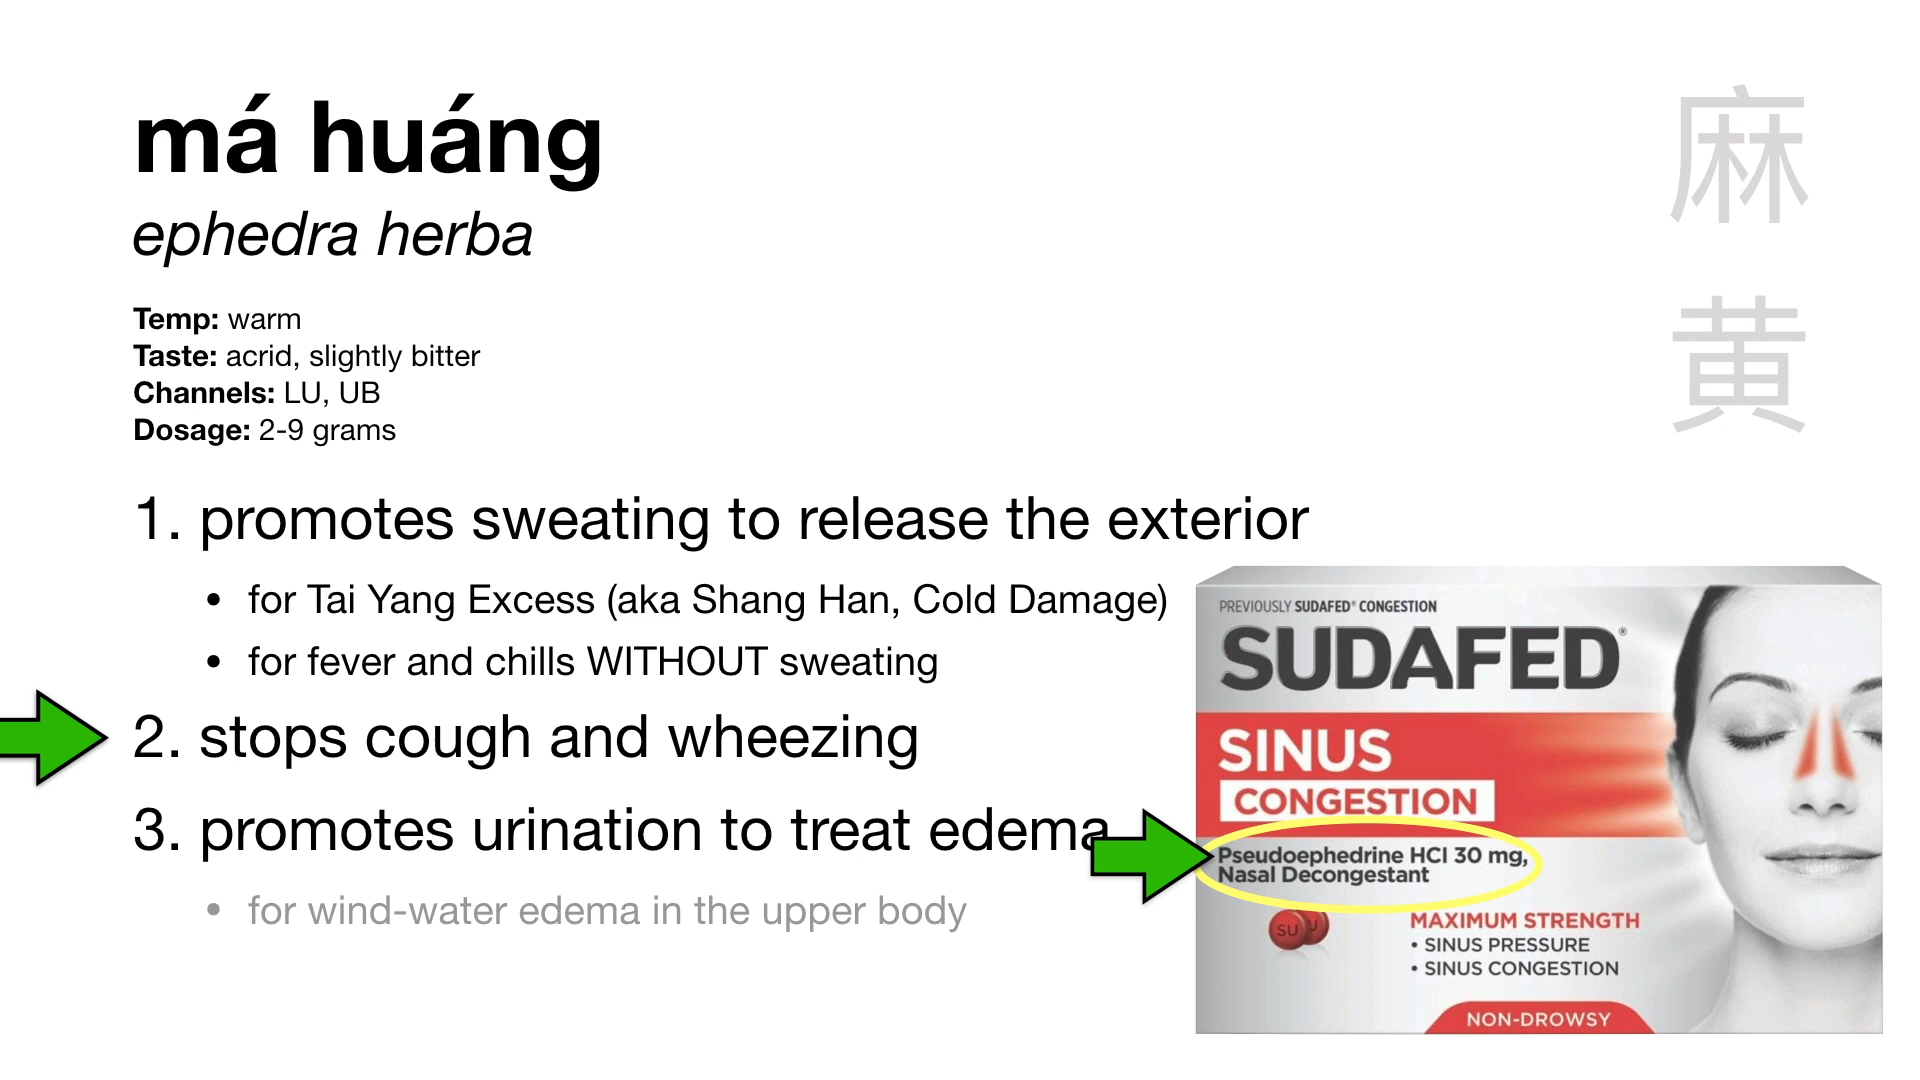 má huáng
ephedra herba
麻
黄
Temp: warm
Taste: acrid, slightly bitter
Channels: LU, UB
Dosage: 2-9 grams
1. promotes sweating to release the exterior
• for Tai Yang Excess (aka Shang Han, Cold Damage)
• for fever and chills WITHOUT sweating
2. stops cough and wheezing
3. promotes urination to treat edema
• for wind-water edema in the upper body
PREVIOUSLY SUDAFED® CONGESTION
SUDAFED®
SINUS
CONGESTION
Pseudoephedrine HCl 30 mg,
Nasal Decongestant
SU U
MAXIMUM STRENGTH
• SINUS PRESSURE
• SINUS CONGESTION
NON-DROWSY